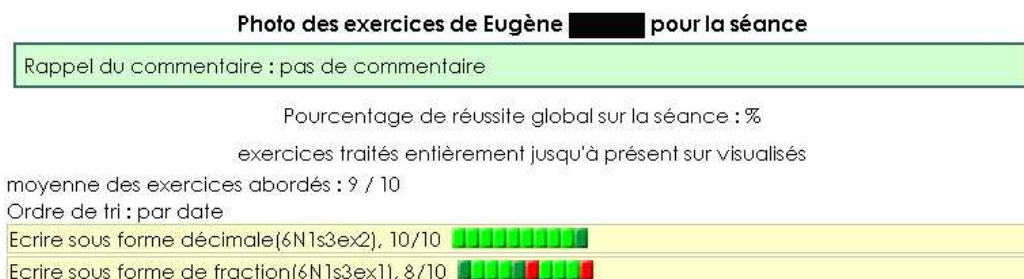 Photo des exercices de Eugène pour la séance
Rappel du commentaire : pas de commentaire
Pourcentage de réussite global sur la séance : %
exercices traités entièrement jusqu'à présent sur visualisés
moyenne des exercices abordés : 9 / 10
Ordre de tri : par date
Ecrire sous forme décimale(6N1s3ex2), 10/10
Ecrire sous forme de fraction(6N1s3ex1), 8/10